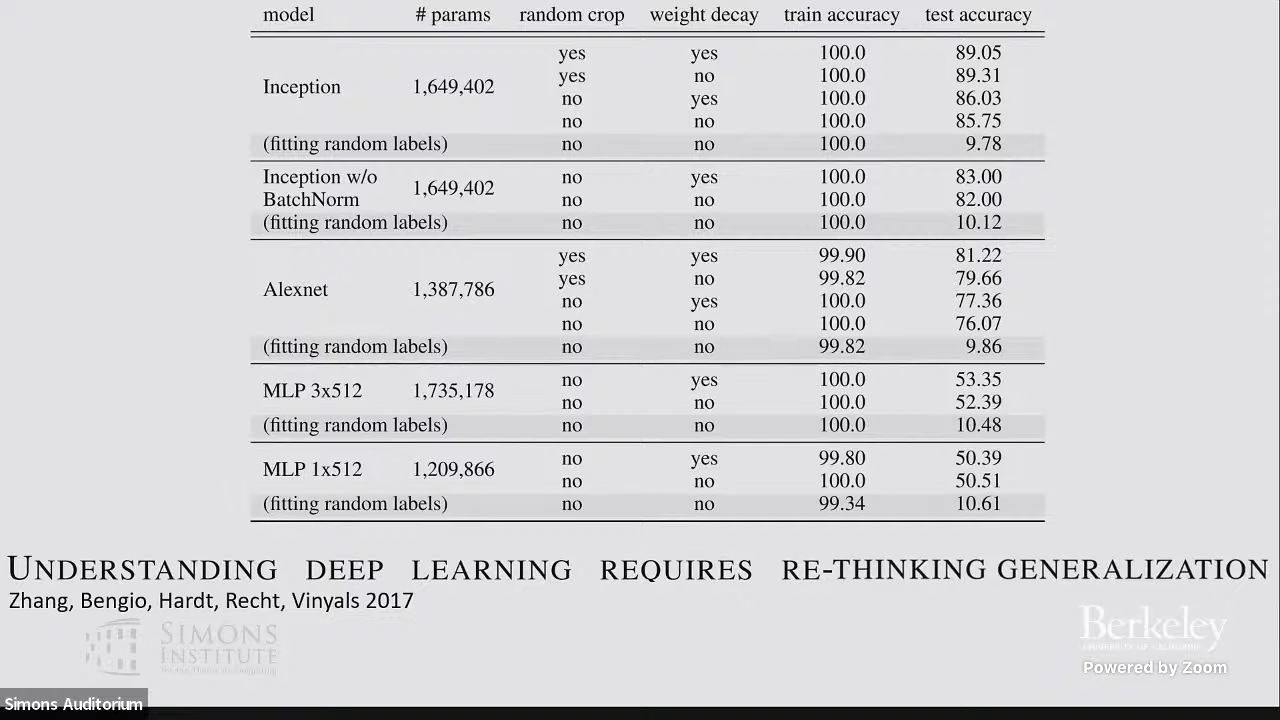 model # params random crop weight decay train accuracy test accuracy
yes yes 100.0 89.05
yes no 100.0 89.31
Inception 1,649,402
no yes 100.0 86.03
no no 100.0 85.75
(fitting random labels) no no 100.0 9.78
Inception w/o no yes 100.0 83.00
1,649,402
BatchNorm no no 100.0 82.00
(fitting random labels) no no 100.0 10.12
yes yes 99.90 81.22
yes no 99.82 79.66
Alexnet 1,387,786
no yes 100.0 77.36
no no 100.0 76.07
(fitting random labels) no no 99.82 9.86
no yes 100.0 53.35
MLP 3x512 1,735,178
no no 100.0 52.39
(fitting random labels) no no 100.0 10.48
no yes 99.80 50.39
MLP 1x512 1,209,866
no no 100.0 50.51
(fitting random labels) no no 99.34 10.61
UNDERSTANDING DEEP LEARNING REQUIRES RE-THINKING GENERALIZATION
Zhang, Bengio, Hardt, Recht, Vinyals 2017
SIMONS
INSTITUTE
Berkeley
UNIVERSITY OF CALIFORNIA
Powered by Zoom
Simons Auditorium